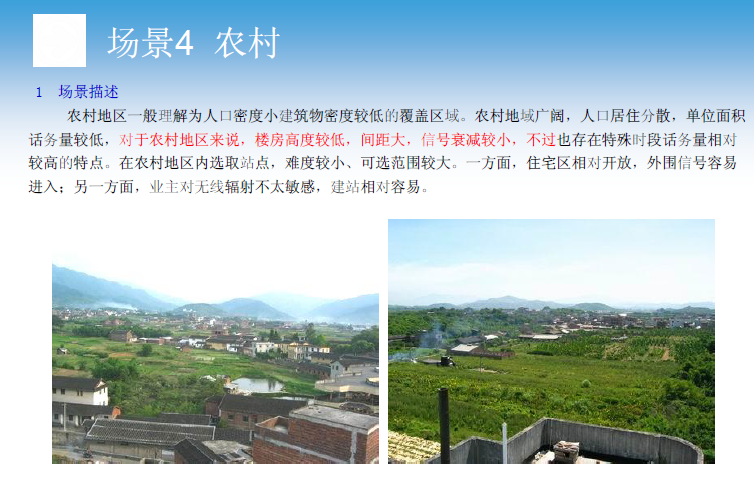 场景4 农村
1 场景描述
农村地区一般理解为人口密度小建筑物密度较低的覆盖区域。农村地域广阔，人口居住分散，单位面积
话务量较低，对于农村地区来说，楼房高度较低，间距大，信号衰减较小，不过也存在特殊时段话务量相对
较高的特点。在农村地区内选取站点，难度较小、可选范围较大。一方面，住宅区相对开放，外围信号容易
进入；另一方面，业主对无线辐射不太敏感，建站相对容易。